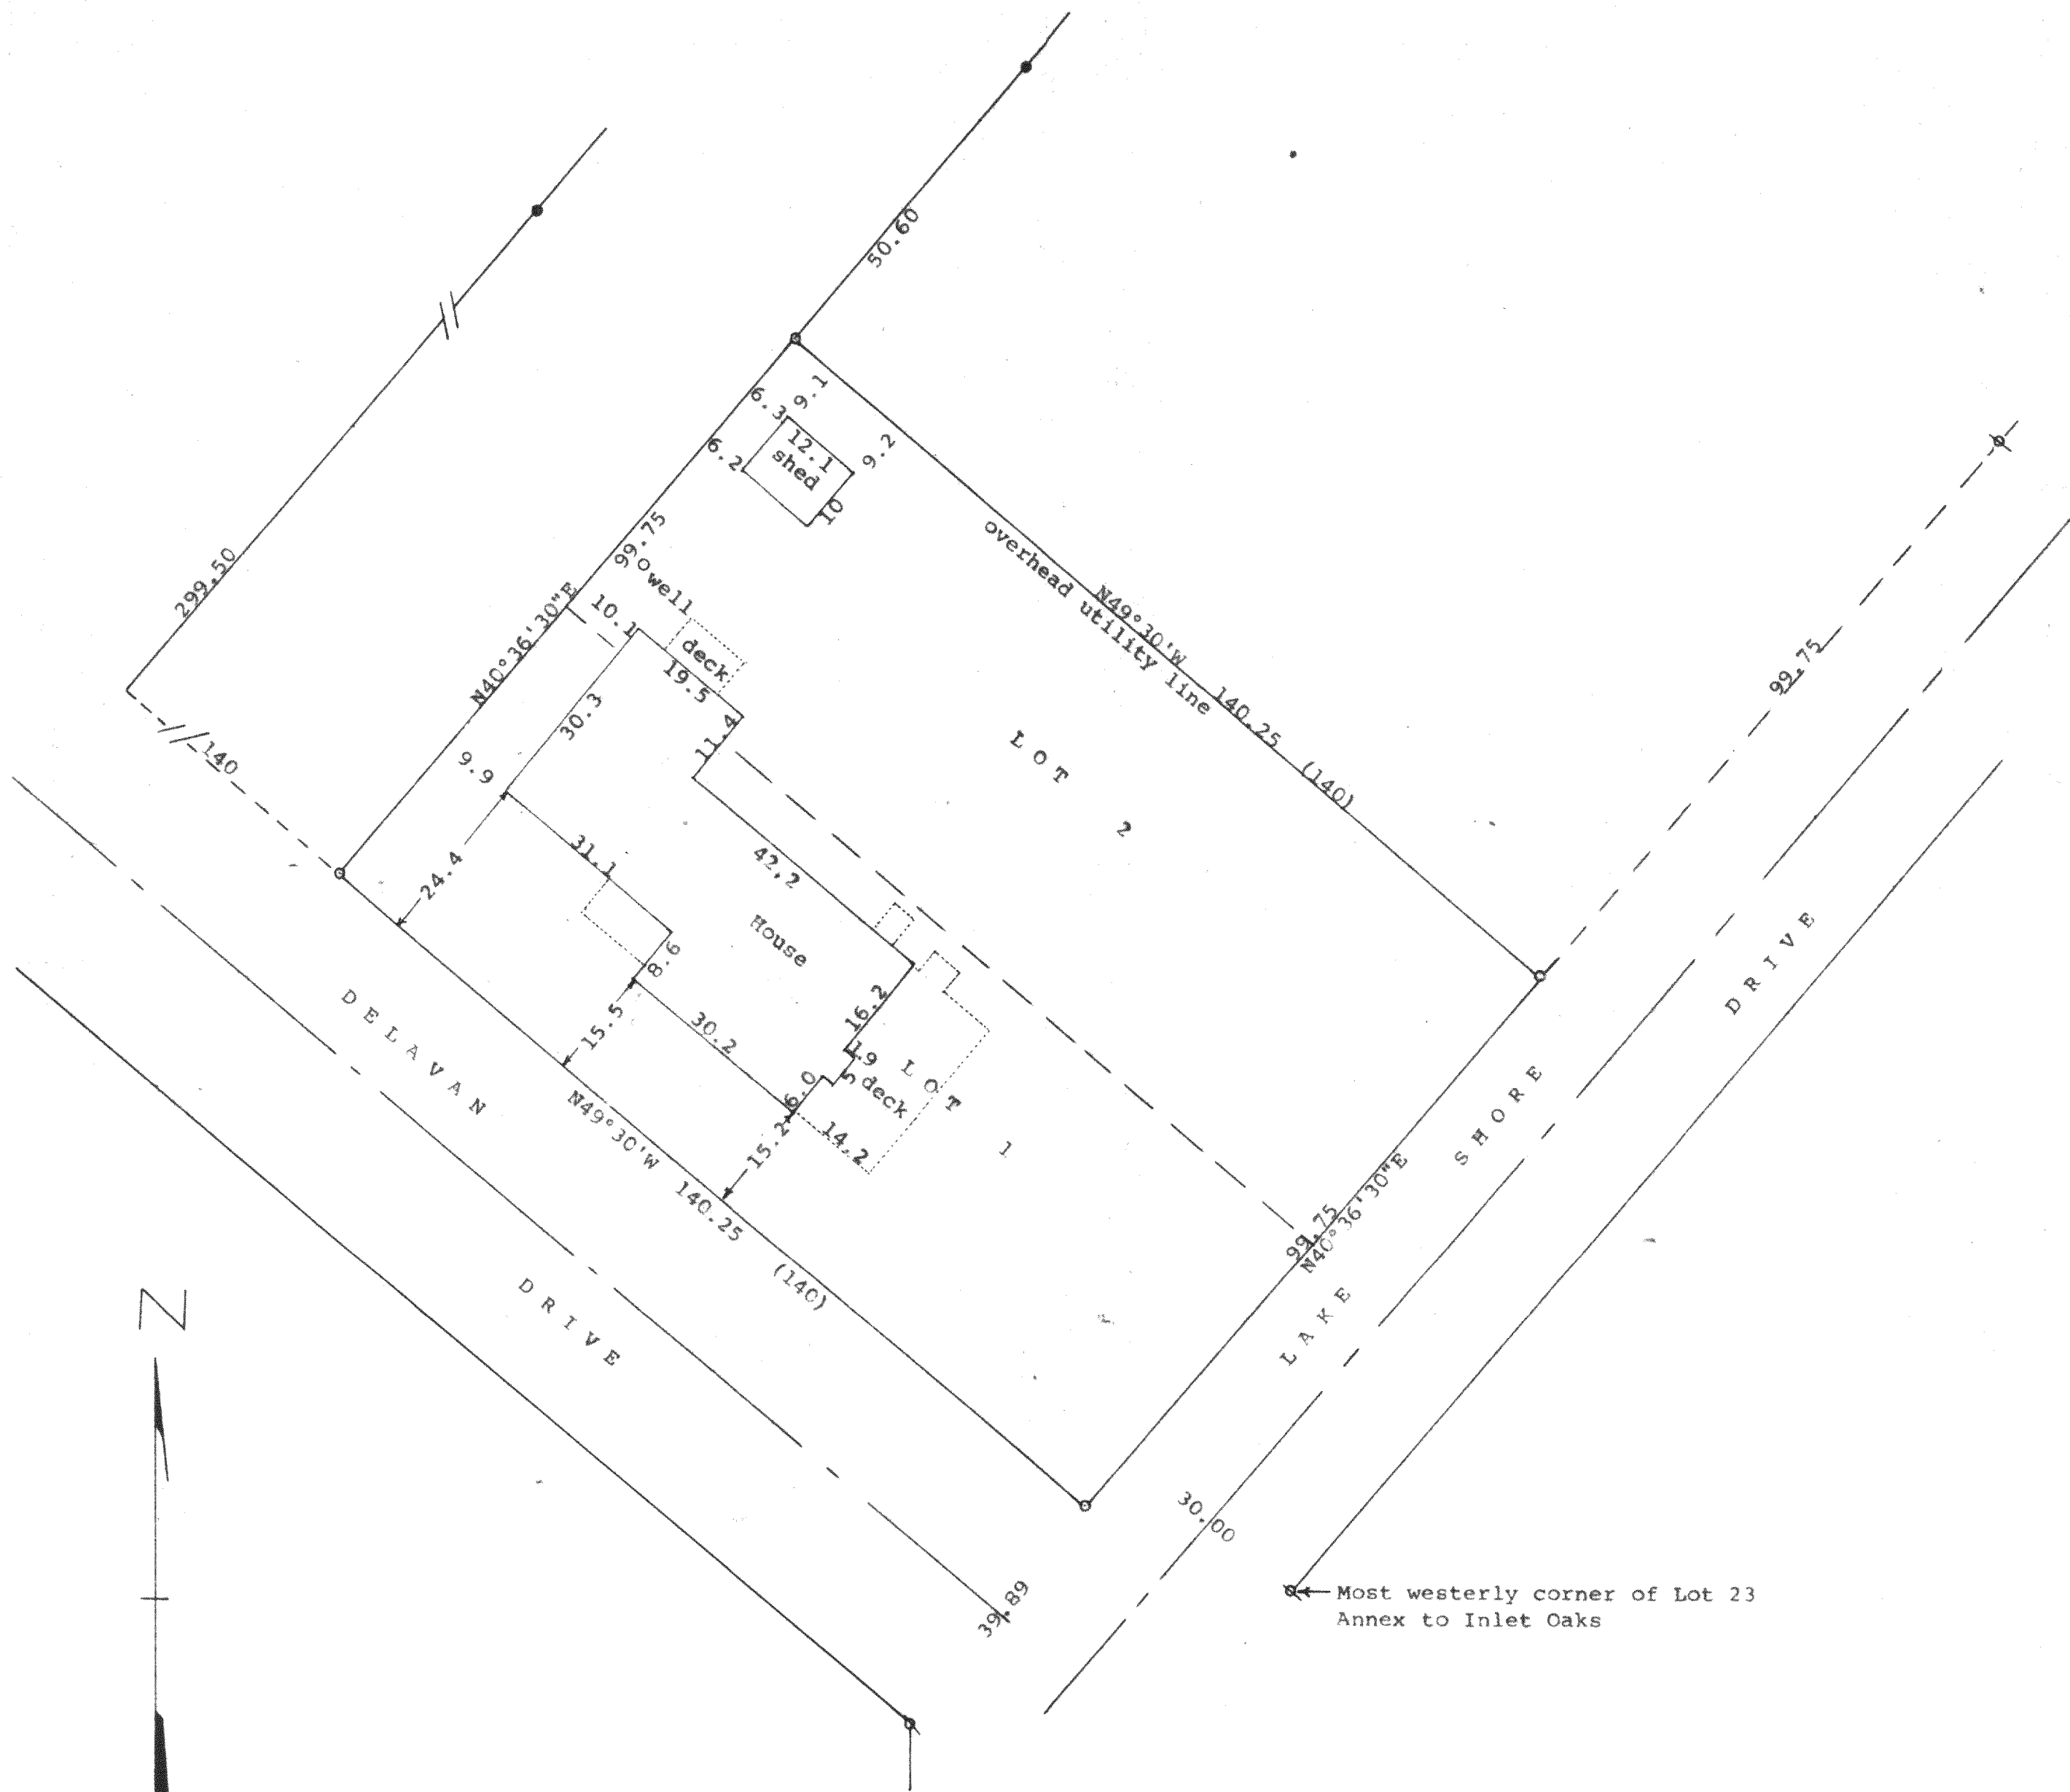 50.60
299.50
140
6.3
9.1
12.1
shed
6.2
9.2
10
99.75
N40°36'30"E
well
10.1
deck
19.5
11.4
30.3
9.9
24.4
31.1
42.2
House
8.6
15.5
30.2
16.2
1.9
5
6.0
deck
14.2
15.2
overhead utility line
N49°30'W 140.25 (140)
LOT 2
LOT 1
N49°30'W 140.25 (140)
99.75
N40°36'30"E
99.75
LAKE SHORE DRIVE
DELAVAN DRIVE
30.00
39.89
N
Most westerly corner of Lot 23
Annex to Inlet Oaks